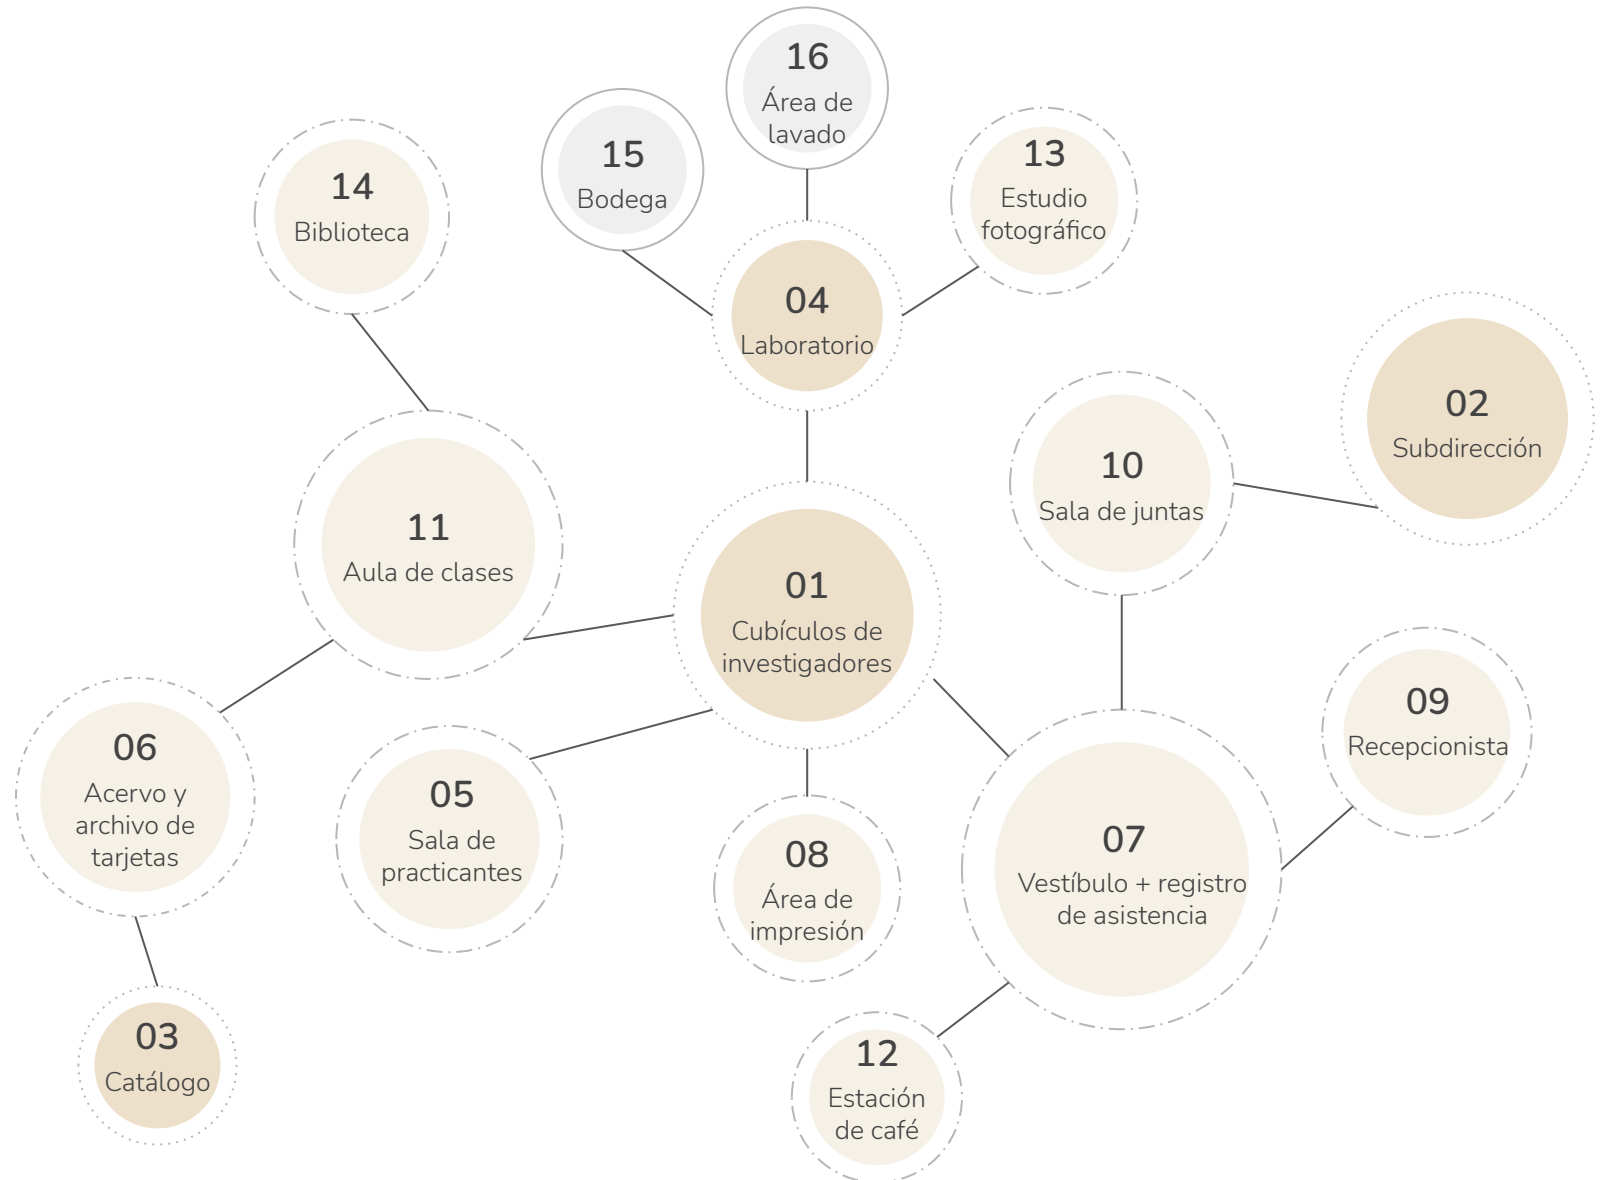 16
Área de
lavado
15
Bodega
13
Estudio
fotográfico
14
Biblioteca
04
Laboratorio
02
Subdirección
10
Sala de juntas
11
Aula de clases
01
Cubículos de
investigadores
09
Recepcionista
06
Acervo y
archivo de
tarjetas
05
Sala de
practicantes
08
Área de
impresión
07
Vestíbulo + registro
de asistencia
03
Catálogo
12
Estación
de café